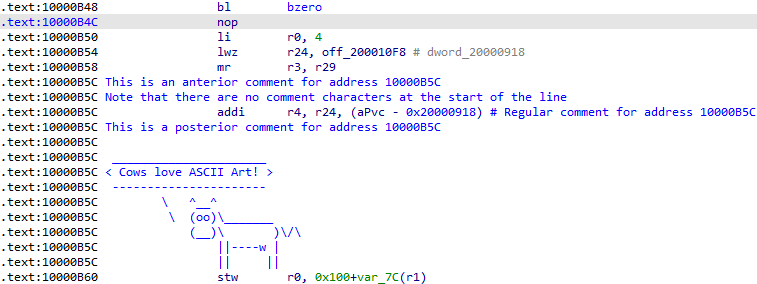 .text:10000B48                 bl      bzero
.text:10000B4C                 nop
.text:10000B50                 li      r0, 4
.text:10000B54                 lwz     r24, off_200010F8 # dword_20000918
.text:10000B58                 mr      r3, r29
.text:10000B5C This is an anterior comment for address 10000B5C
.text:10000B5C Note that there are no comment characters at the start of the line
.text:10000B5C                 addi    r4, r24, (aPvc - 0x20000918) # Regular comment for address 10000B5C
.text:10000B5C This is a posterior comment for address 10000B5C
.text:10000B5C
.text:10000B5C  ______________________
.text:10000B5C < Cows love ASCII Art! >
.text:10000B5C  ----------------------
.text:10000B5C         \   ^__^
.text:10000B5C          \  (oo)\_______
.text:10000B5C             (__)\       )\/\
.text:10000B5C                 ||----w |
.text:10000B5C                 ||     ||
.text:10000B60                 stw     r0, 0x100+var_7C(r1)